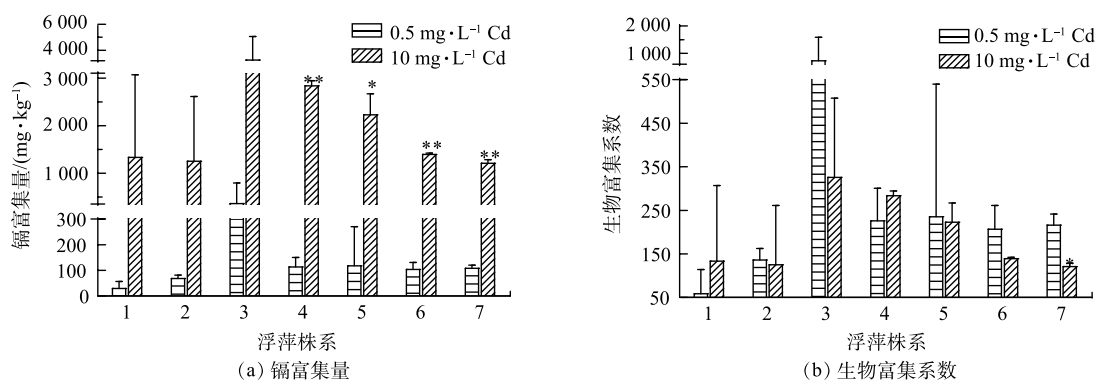 6 000
4 000
3 000
2 000
1 000
300
200
100
0
镉富集量/(mg·kg⁻¹)
0.5 mg·L⁻¹ Cd
10 mg·L⁻¹ Cd
**
*
**
**
1 2 3 4 5 6 7
浮萍株系
(a) 镉富集量
2 000
1 000
550
450
350
250
150
50
生物富集系数
0.5 mg·L⁻¹ Cd
10 mg·L⁻¹ Cd
*
1 2 3 4 5 6 7
浮萍株系
(b) 生物富集系数